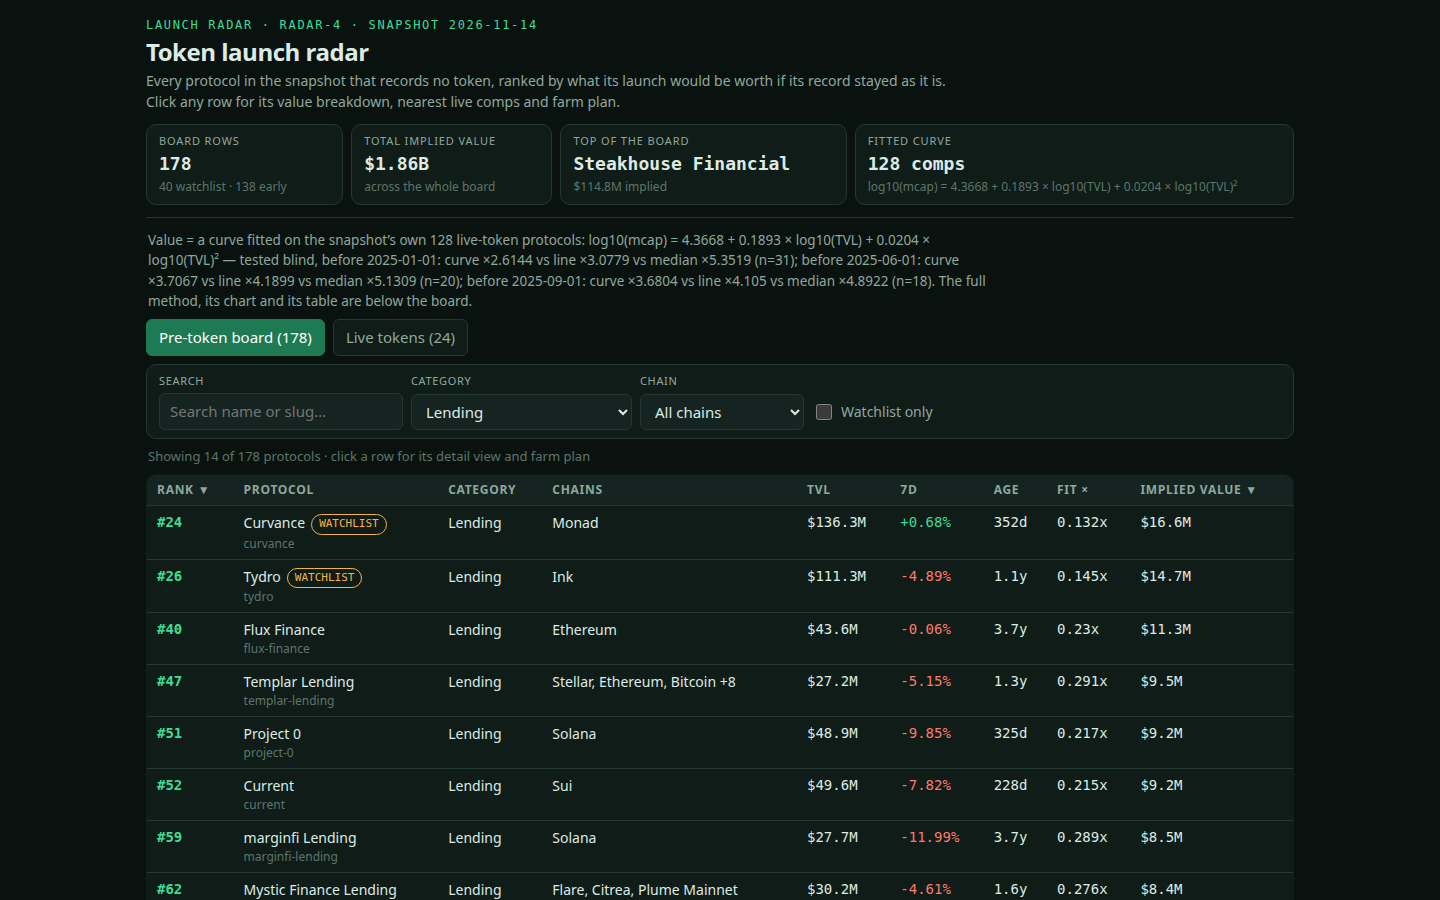 LAUNCH RADAR · RADAR-4 · SNAPSHOT 2026-11-14
Token launch radar
Every protocol in the snapshot that records no token, ranked by what its launch would be worth if its record stayed as it is.
Click any row for its value breakdown, nearest live comps and farm plan.
BOARD ROWS
178
40 watchlist · 138 early
TOTAL IMPLIED VALUE
$1.86B
across the whole board
TOP OF THE BOARD
Steakhouse Financial
$114.8M implied
FITTED CURVE
128 comps
log10(mcap) = 4.3668 + 0.1893 × log10(TVL) + 0.0204 × log10(TVL)²
Value = a curve fitted on the snapshot's own 128 live-token protocols: log10(mcap) = 4.3668 + 0.1893 × log10(TVL) + 0.0204 ×
log10(TVL)² — tested blind, before 2025-01-01: curve ×2.6144 vs line ×3.0779 vs median ×5.3519 (n=31); before 2025-06-01: curve
×3.7067 vs line ×4.1899 vs median ×5.1309 (n=20); before 2025-09-01: curve ×3.6804 vs line ×4.105 vs median ×4.8922 (n=18). The full
method, its chart and its table are below the board.
Pre-token board (178) Live tokens (24)
SEARCH CATEGORY CHAIN
Search name or slug... Lending All chains Watchlist only
Showing 14 of 178 protocols · click a row for its detail view and farm plan
RANK ▼ PROTOCOL CATEGORY CHAINS TVL 7D AGE FIT × IMPLIED VALUE ▼
#24 Curvance WATCHLIST Lending Monad $136.3M +0.68% 352d 0.132x $16.6M
curvance
#26 Tydro WATCHLIST Lending Ink $111.3M -4.89% 1.1y 0.145x $14.7M
tydro
#40 Flux Finance Lending Ethereum $43.6M -0.06% 3.7y 0.23x $11.3M
flux-finance
#47 Templar Lending Lending Stellar, Ethereum, Bitcoin +8 $27.2M -5.15% 1.3y 0.291x $9.5M
templar-lending
#51 Project 0 Lending Solana $48.9M -9.85% 325d 0.217x $9.2M
project-0
#52 Current Lending Sui $49.6M -7.82% 228d 0.215x $9.2M
current
#59 marginfi Lending Lending Solana $27.7M -11.99% 3.7y 0.289x $8.5M
marginfi-lending
#62 Mystic Finance Lending Lending Flare, Citrea, Plume Mainnet $30.2M -4.61% 1.6y 0.276x $8.4M